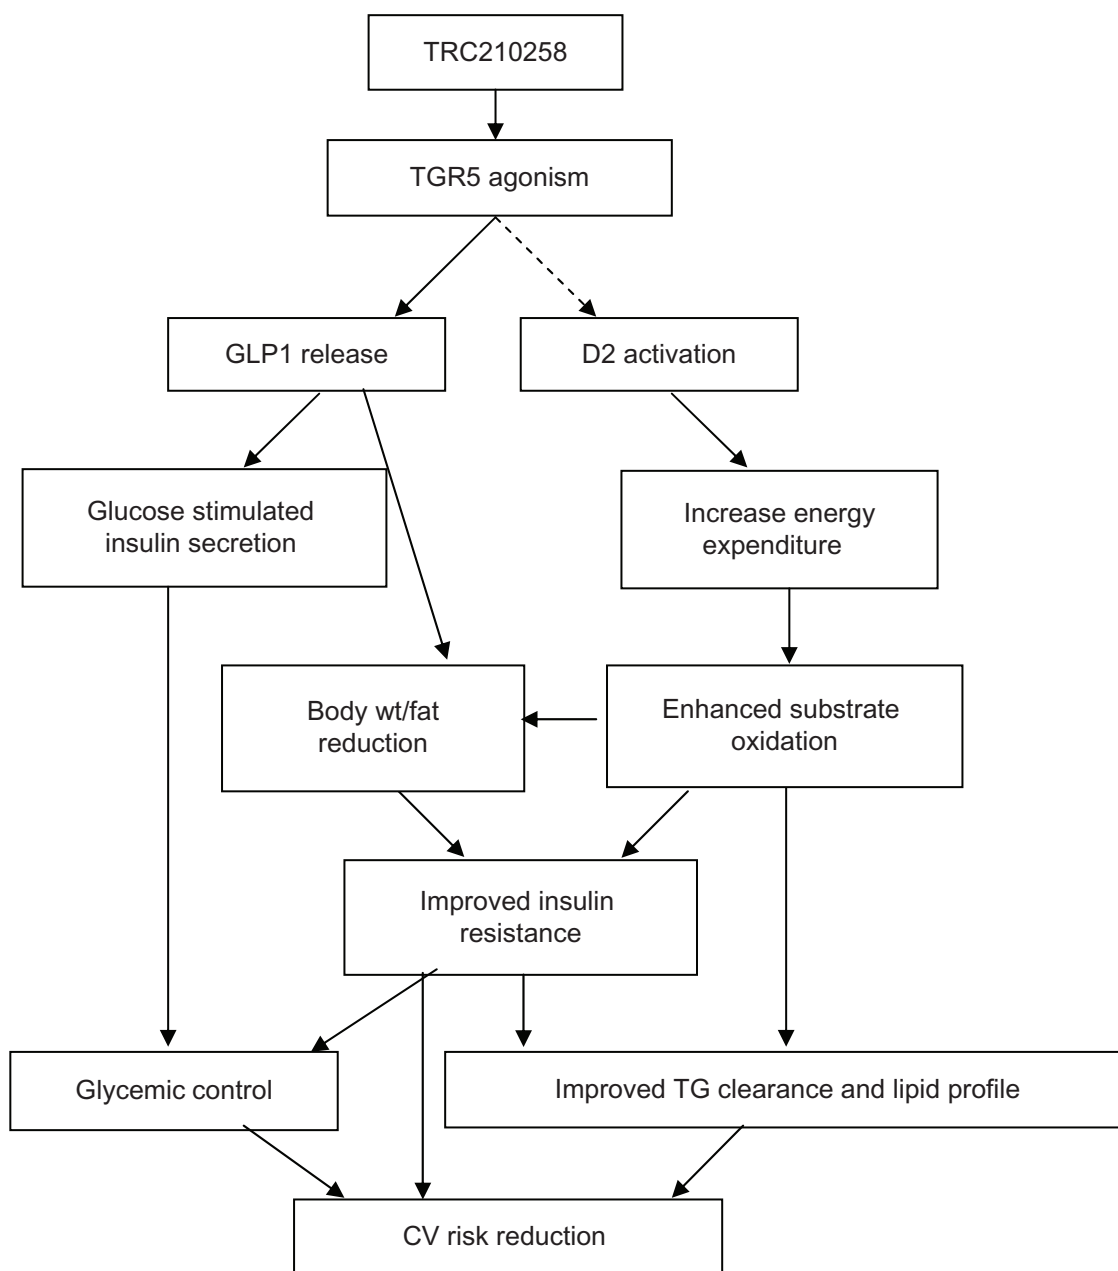 TRC210258
TGR5 agonism
GLP1 release
D2 activation
Glucose stimulated
insulin secretion
Increase energy
expenditure
Body wt/fat
reduction
Enhanced substrate
oxidation
Improved insulin
resistance
Glycemic control
Improved TG clearance and lipid profile
CV risk reduction